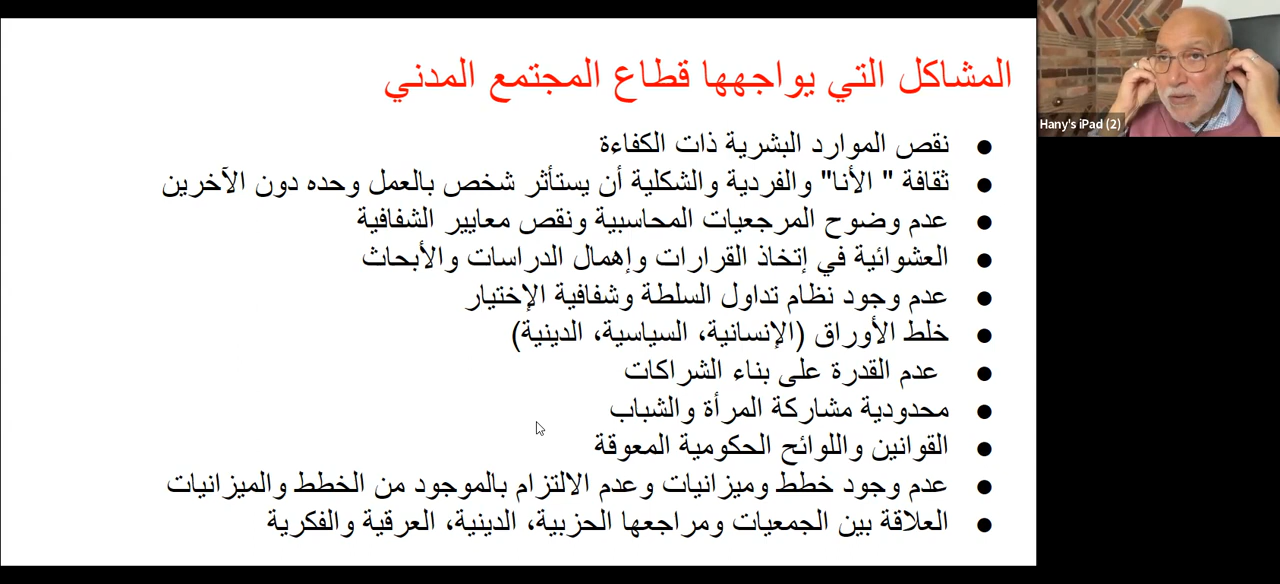 المشاكل التي يواجهها قطاع المجتمع المدني
Hany's iPad (2)
● نقص الموارد البشرية ذات الكفاءة
● ثقافة " الأنا" والفردية والشكلية أن يستأثر شخص بالعمل وحده دون الآخرين
● عدم وضوح المرجعيات المحاسبية ونقص معايير الشفافية
● العشوائية في إتخاذ القرارات وإهمال الدراسات والأبحاث
● عدم وجود نظام تداول السلطة وشفافية الإختيار
● خلط الأوراق (الإنسانية، السياسية، الدينية)
● عدم القدرة على بناء الشراكات
● محدودية مشاركة المرأة والشباب
● القوانين واللوائح الحكومية المعوقة
● عدم وجود خطط وميزانيات وعدم الالتزام بالموجود من الخطط والميزانيات
● العلاقة بين الجمعيات ومراجعها الحزبية، الدينية، العرقية والفكرية